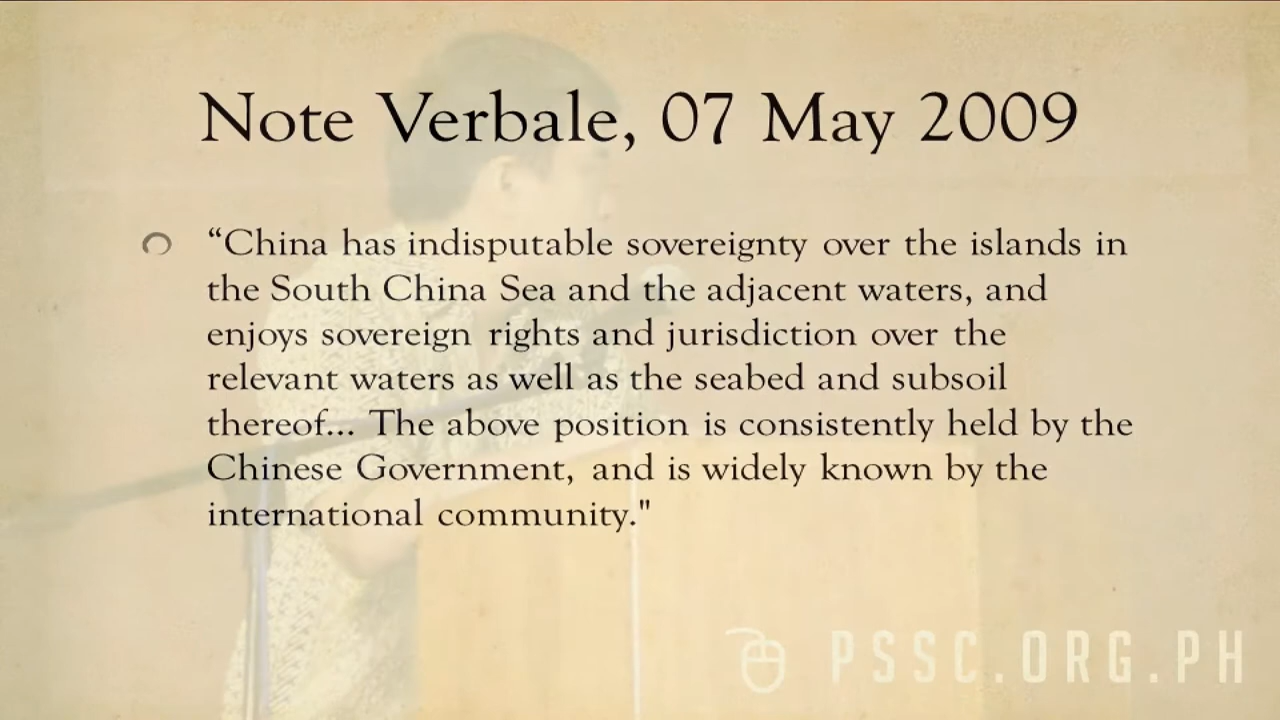 Note Verbale, 07 May 2009
“China has indisputable sovereignty over the islands in
the South China Sea and the adjacent waters, and
enjoys sovereign rights and jurisdiction over the
relevant waters as well as the seabed and subsoil
thereof... The above position is consistently held by the
Chinese Government, and is widely known by the
international community."
PSSC.ORG.PH